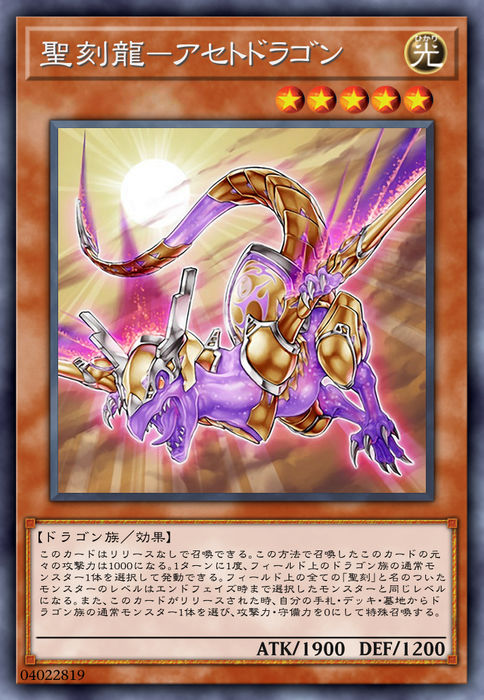 聖刻龍－アセトドラゴン
ひかり
光
【ドラゴン族／効果】
このカードはリリースなしで召喚できる。この方法で召喚したこのカードの元
々の攻撃力は1000になる。1ターンに1度、フィールド上のドラゴン族の通常モ
ンスター1体を選択して発動できる。フィールド上の全ての「聖刻」と名のついた
モンスターのレベルはエンドフェイズ時まで選択したモンスターと同じレベル
になる。また、このカードがリリースされた時、自分の手札・デッキ・墓地からド
ラゴン族の通常モンスター1体を選び、攻撃力・守備力を0にして特殊召喚する。
ATK/1900 DEF/1200
04022819